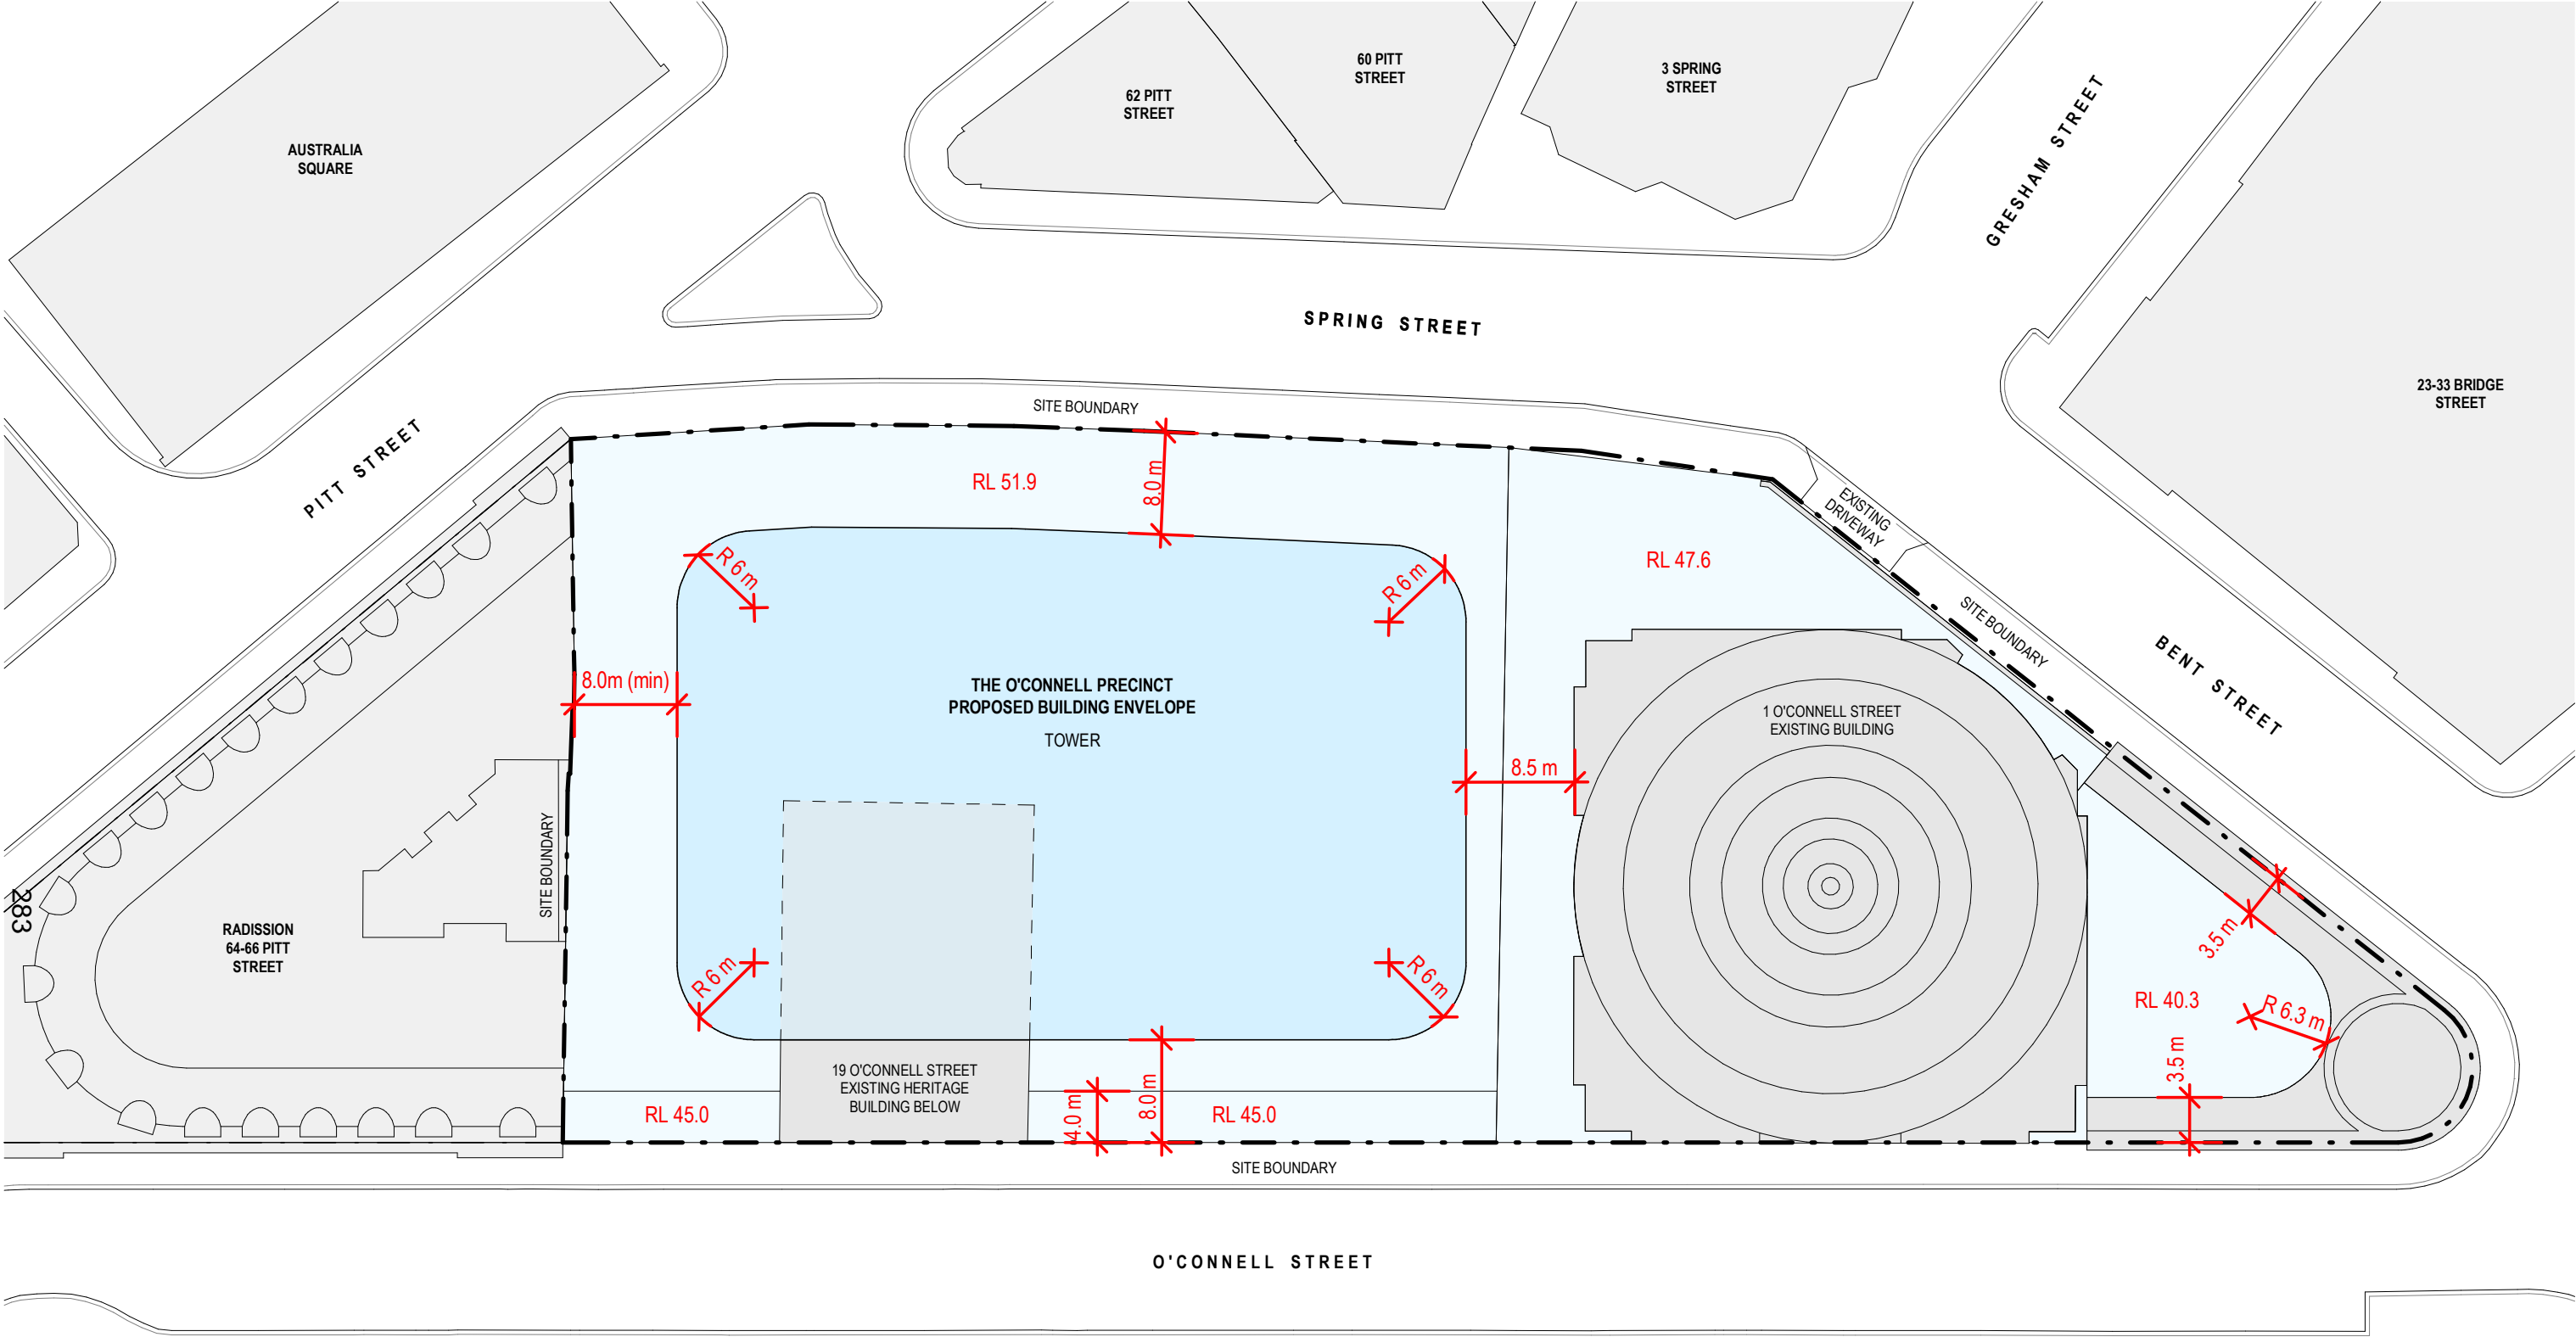 60 PITT
STREET
3 SPRING
STREET
62 PITT
STREET
AUSTRALIA
SQUARE
GRESHAM STREET
SPRING STREET
23-33 BRIDGE
STREET
PITT STREET
SITE BOUNDARY
RL 51.9
8.0 m
EXISTING
DRIVEWAY
RL 47.6
R 6 m
R 6 m
SITE BOUNDARY
BENT STREET
8.0m (min)
THE O'CONNELL PRECINCT
PROPOSED BUILDING ENVELOPE
TOWER
1 O'CONNELL STREET
EXISTING BUILDING
8.5 m
SITE BOUNDARY
283
RADISSION
64-66 PITT
STREET
3.5 m
R 6 m
R 6 m
RL 40.3
R 6.3 m
19 O'CONNELL STREET
EXISTING HERITAGE
BUILDING BELOW
3.5 m
RL 45.0
4.0 m
8.0m
RL 45.0
SITE BOUNDARY
O'CONNELL STREET